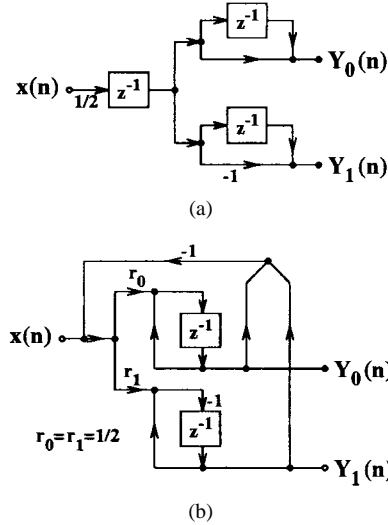 z⁻¹
Y₀(n)
x(n)
1/2
z⁻¹
z⁻¹
-1
Y₁(n)
(a)
-1
r₀
z⁻¹
x(n)
Y₀(n)
r₁
-1
r₀=r₁=1/2
z⁻¹
Y₁(n)
(b)